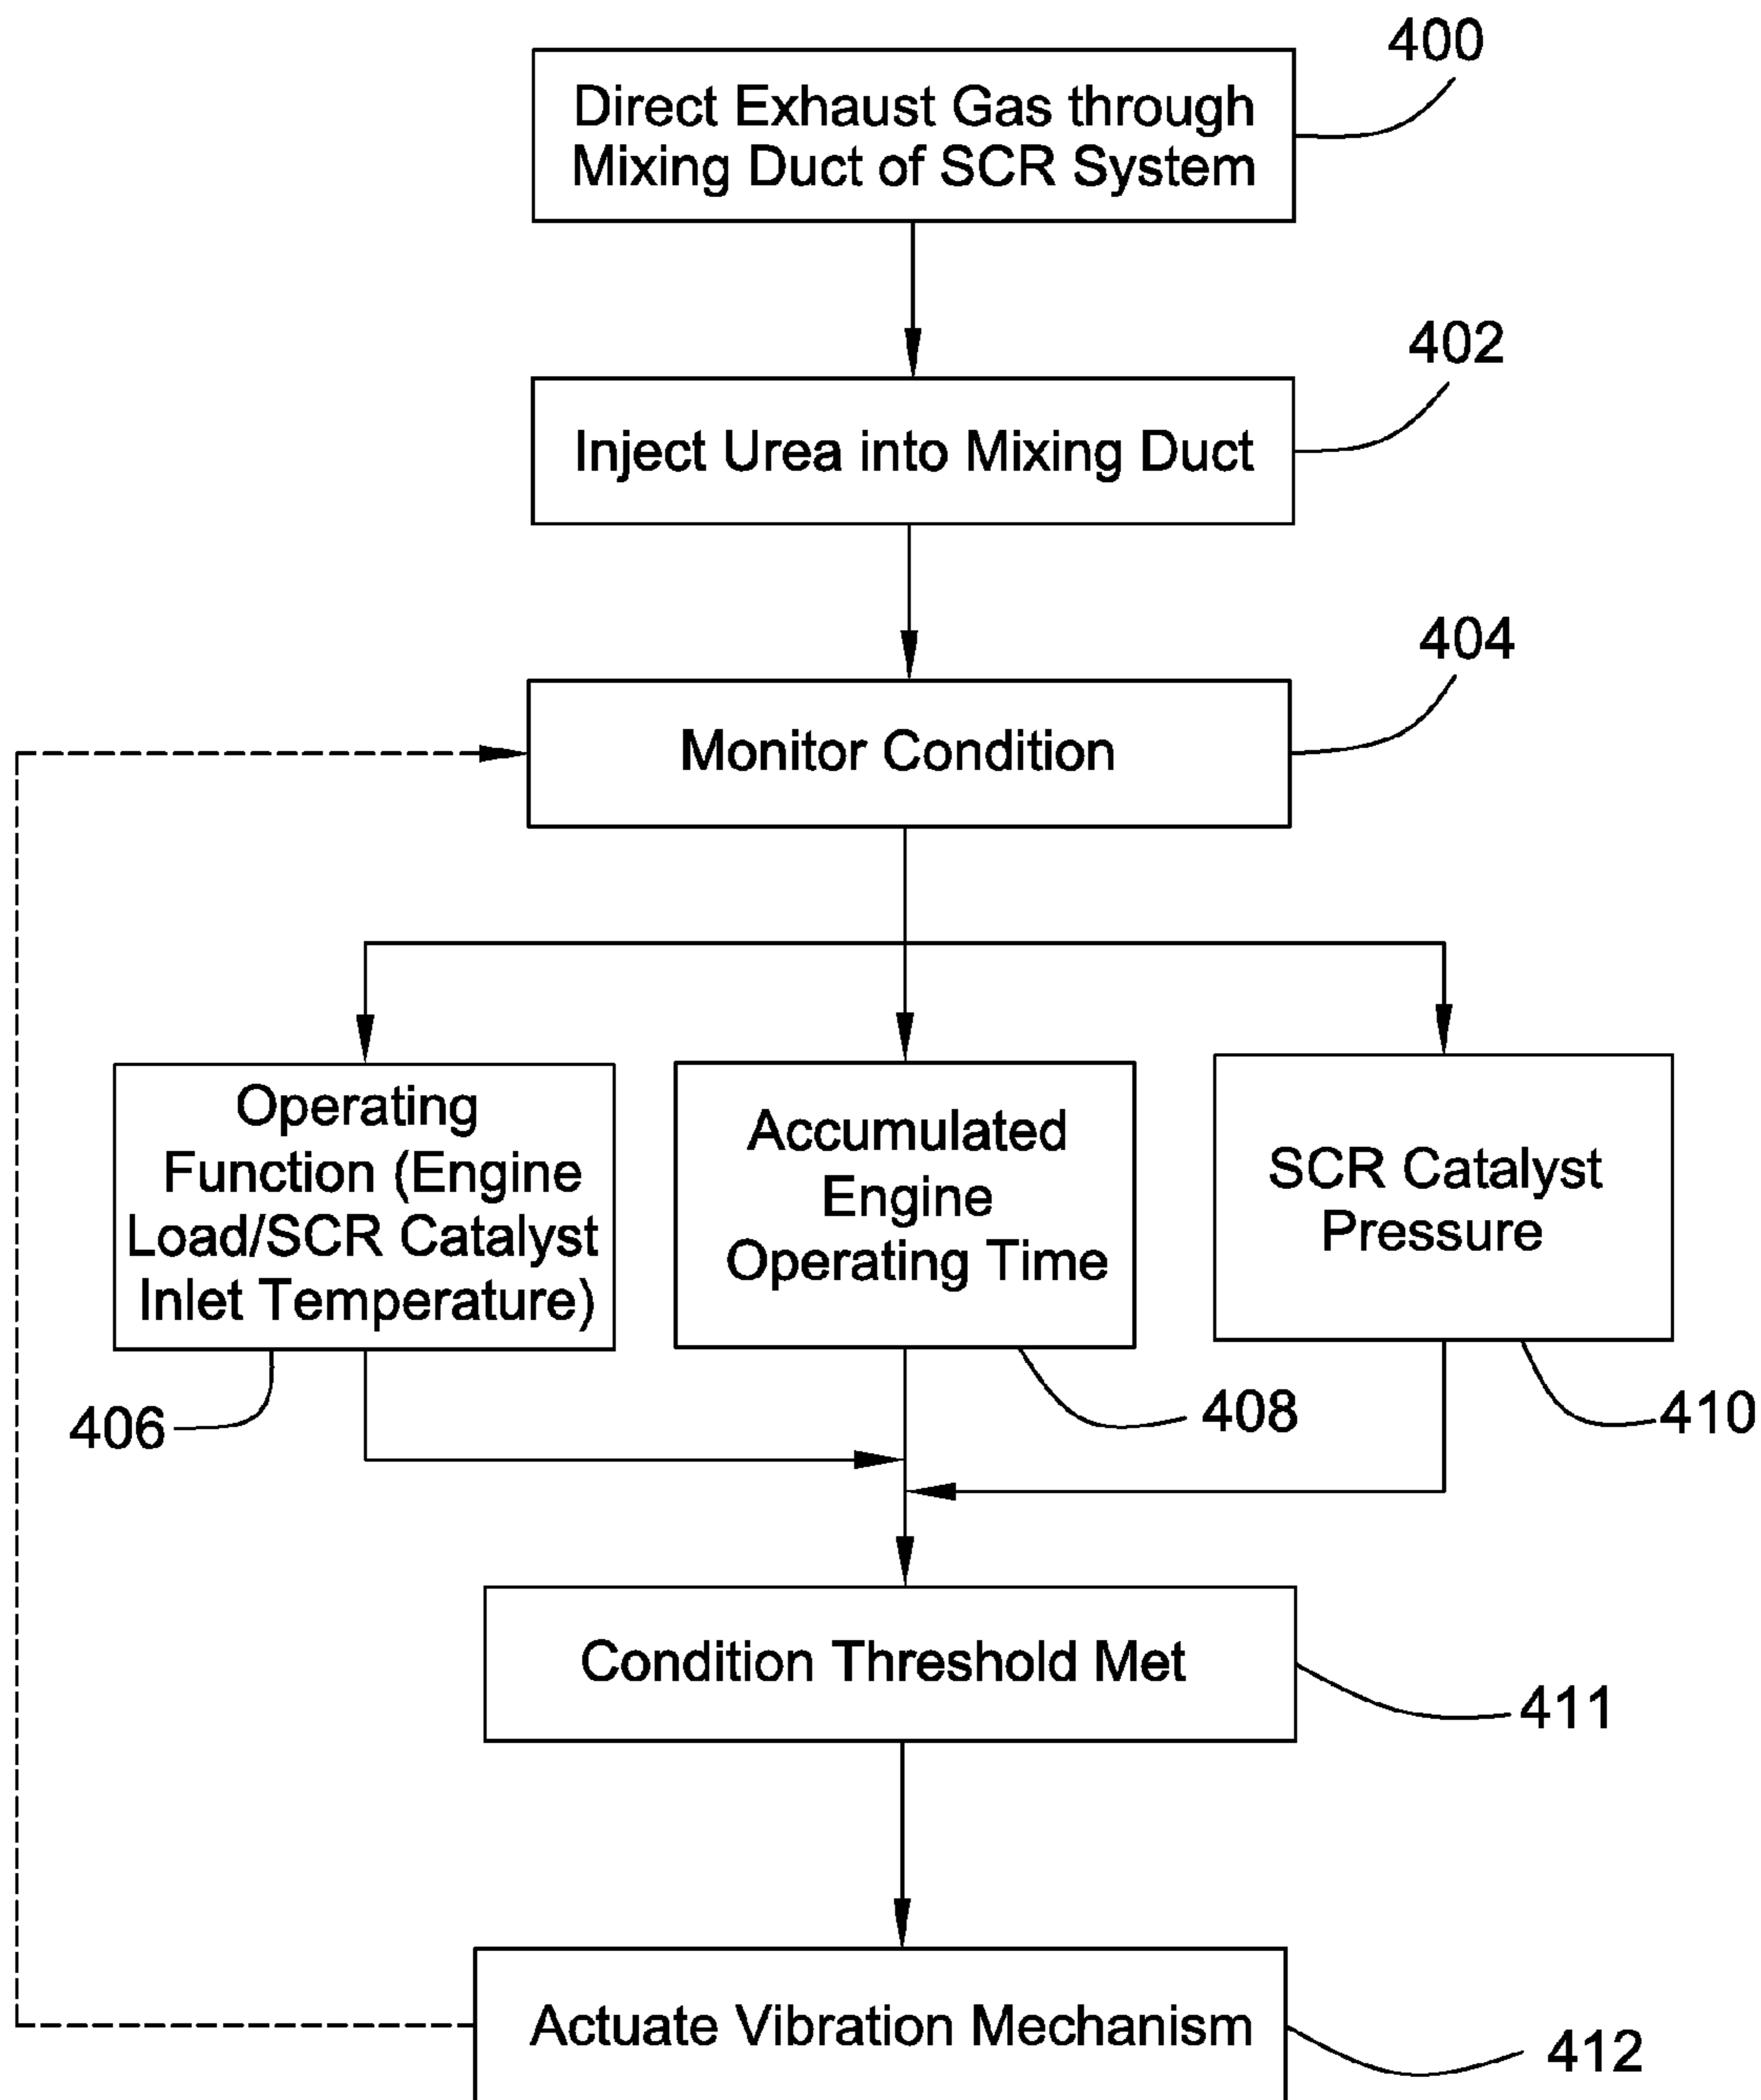 400
Direct Exhaust Gas through
Mixing Duct of SCR System
402
Inject Urea into Mixing Duct
404
Monitor Condition
Operating
Function (Engine
Load/SCR Catalyst
Inlet Temperature)
Accumulated
Engine
Operating Time
SCR Catalyst
Pressure
406
408
410
Condition Threshold Met
411
Actuate Vibration Mechanism
412